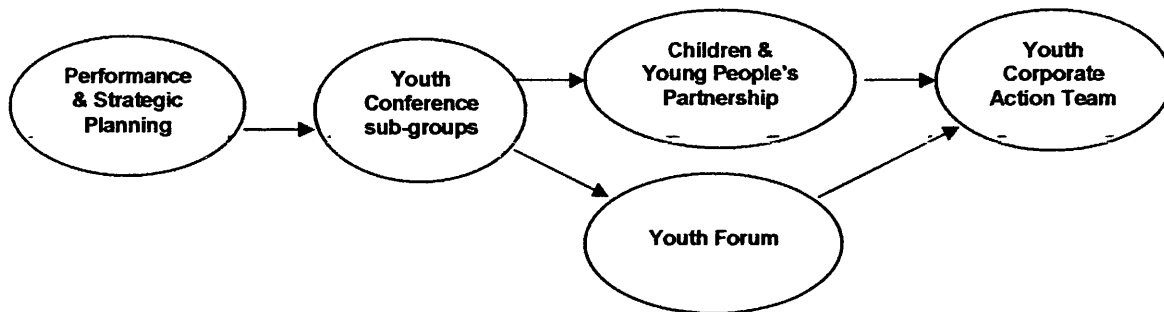 Performance
& Strategic
Planning
Youth
Conference
sub-groups
Children &
Young People's
Partnership
Youth
Corporate
Action Team
Youth Forum